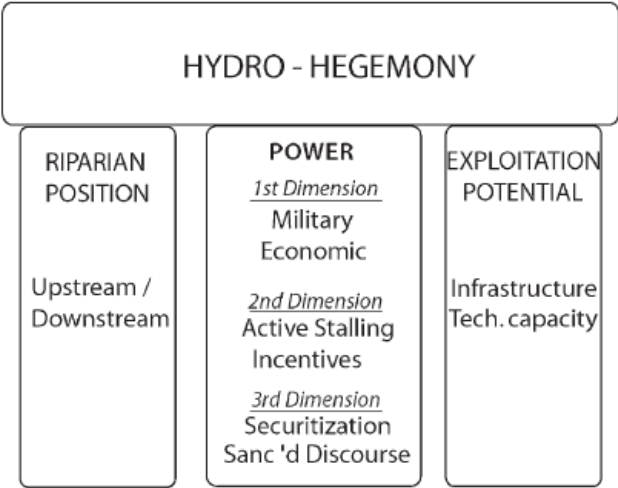 HYDRO - HEGEMONY
RIPARIAN
POSITION
Upstream /
Downstream
POWER
1st Dimension
Military
Economic
2nd Dimension
Active Stalling
Incentives
3rd Dimension
Securitization
Sanc 'd Discourse
EXPLOITATION
POTENTIAL
Infrastructure
Tech. capacity